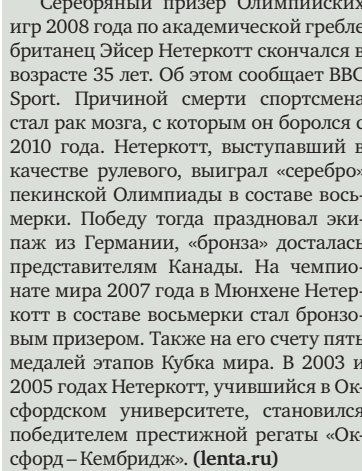 Серебряный призер Олимпийских
игр 2008 года по академической гребле
британец Эйсер Нетеркотт скончался в
возрасте 35 лет. Об этом сообщает BBC
Sport. Причиной смерти спортсмена
стал рак мозга, с которым он боролся с
2010 года. Нетеркотт, выступавший в
качестве рулевого, выиграл «серебро»
пекинской Олимпиады в составе вось-
мерки. Победу тогда праздновал эки-
паж из Германии, «бронза» досталась
представителям Канады. На чемпио-
нате мира 2007 года в Мюнхене Нетер-
котт в составе восьмерки стал бронзо-
вым призером. Также на его счету пять
медалей этапов Кубка мира. В 2003 и
2005 годах Нетеркотт, учившийся в Ок-
сфордском университете, становился
победителем престижной регаты «Ок-
сфорд – Кембридж». (lenta.ru)